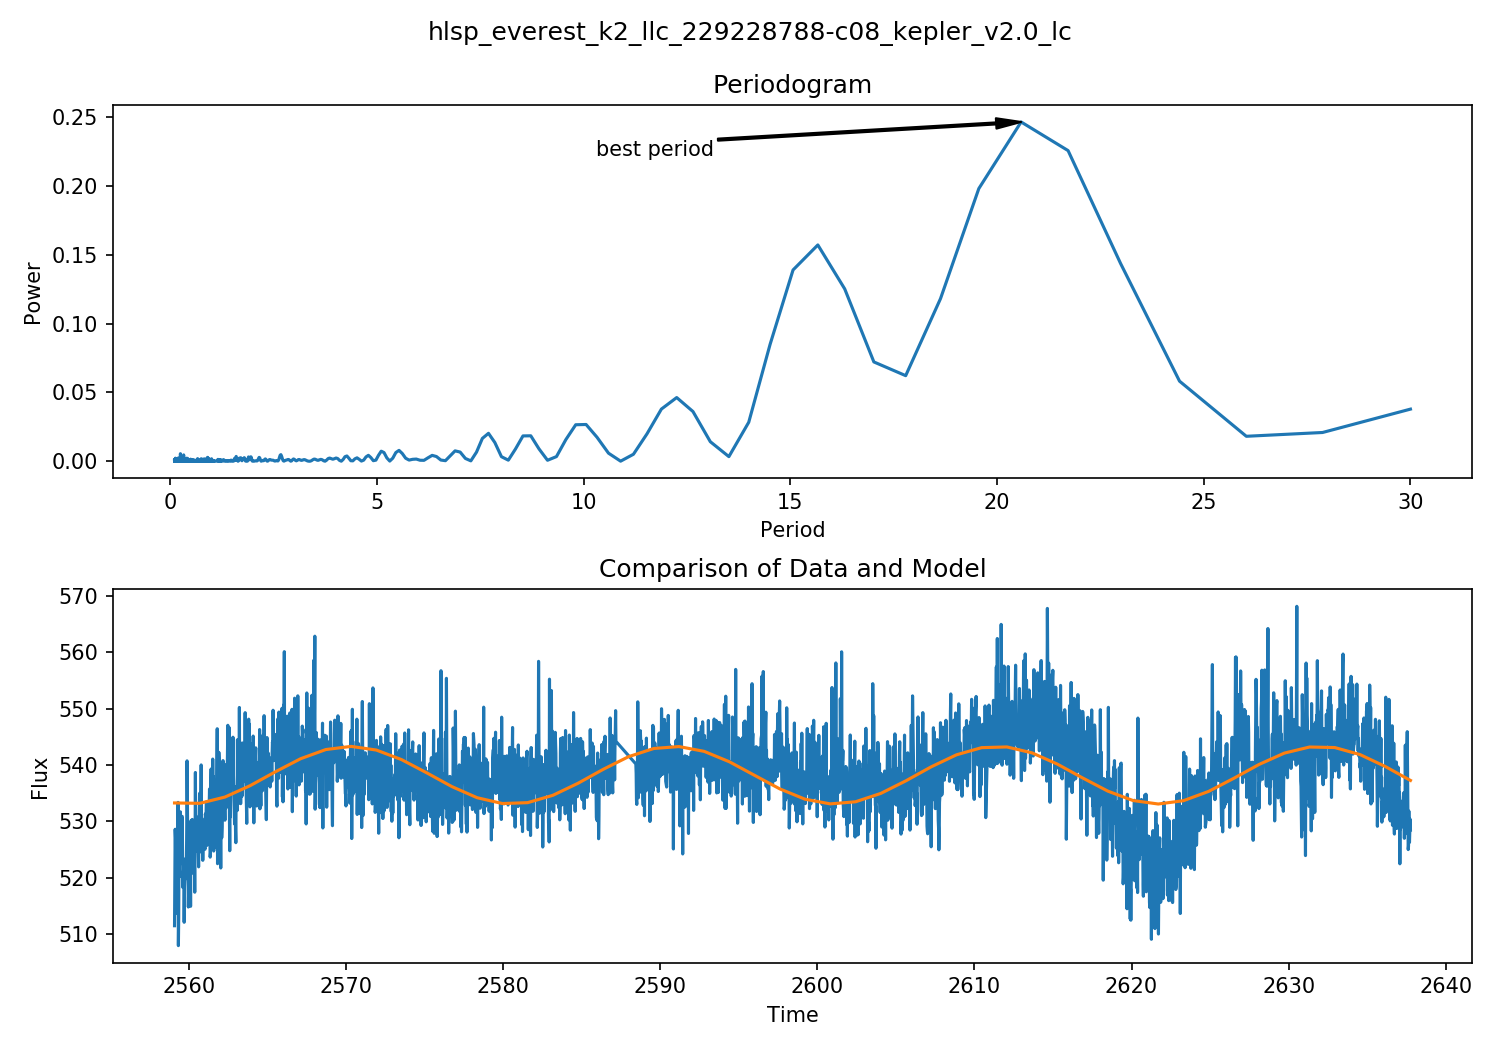 hlsp_everest_k2_llc_229228788-c08_kepler_v2.0_lc
Periodogram
0.25
0.20
0.15
0.10
0.05
0.00
Power
best period
0 5 10 15 20 25 30
Period
Comparison of Data and Model
570
560
550
540
530
520
510
Flux
2560 2570 2580 2590 2600 2610 2620 2630 2640
Time